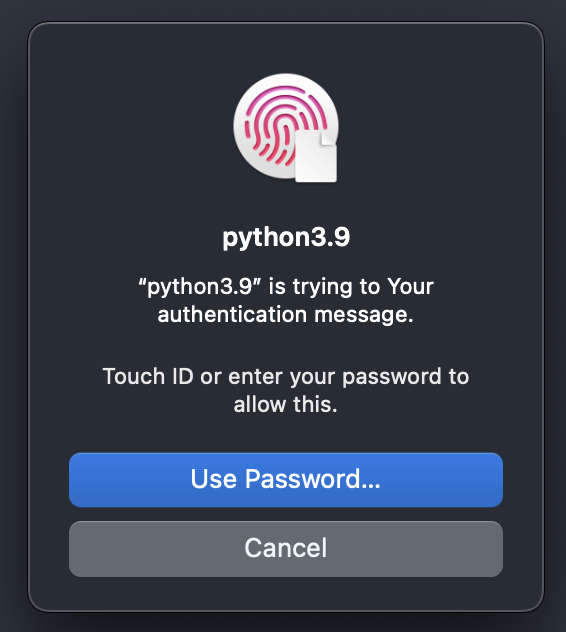 python3.9
“python3.9” is trying to Your
authentication message.
Touch ID or enter your password to
allow this.
Use Password...
Cancel